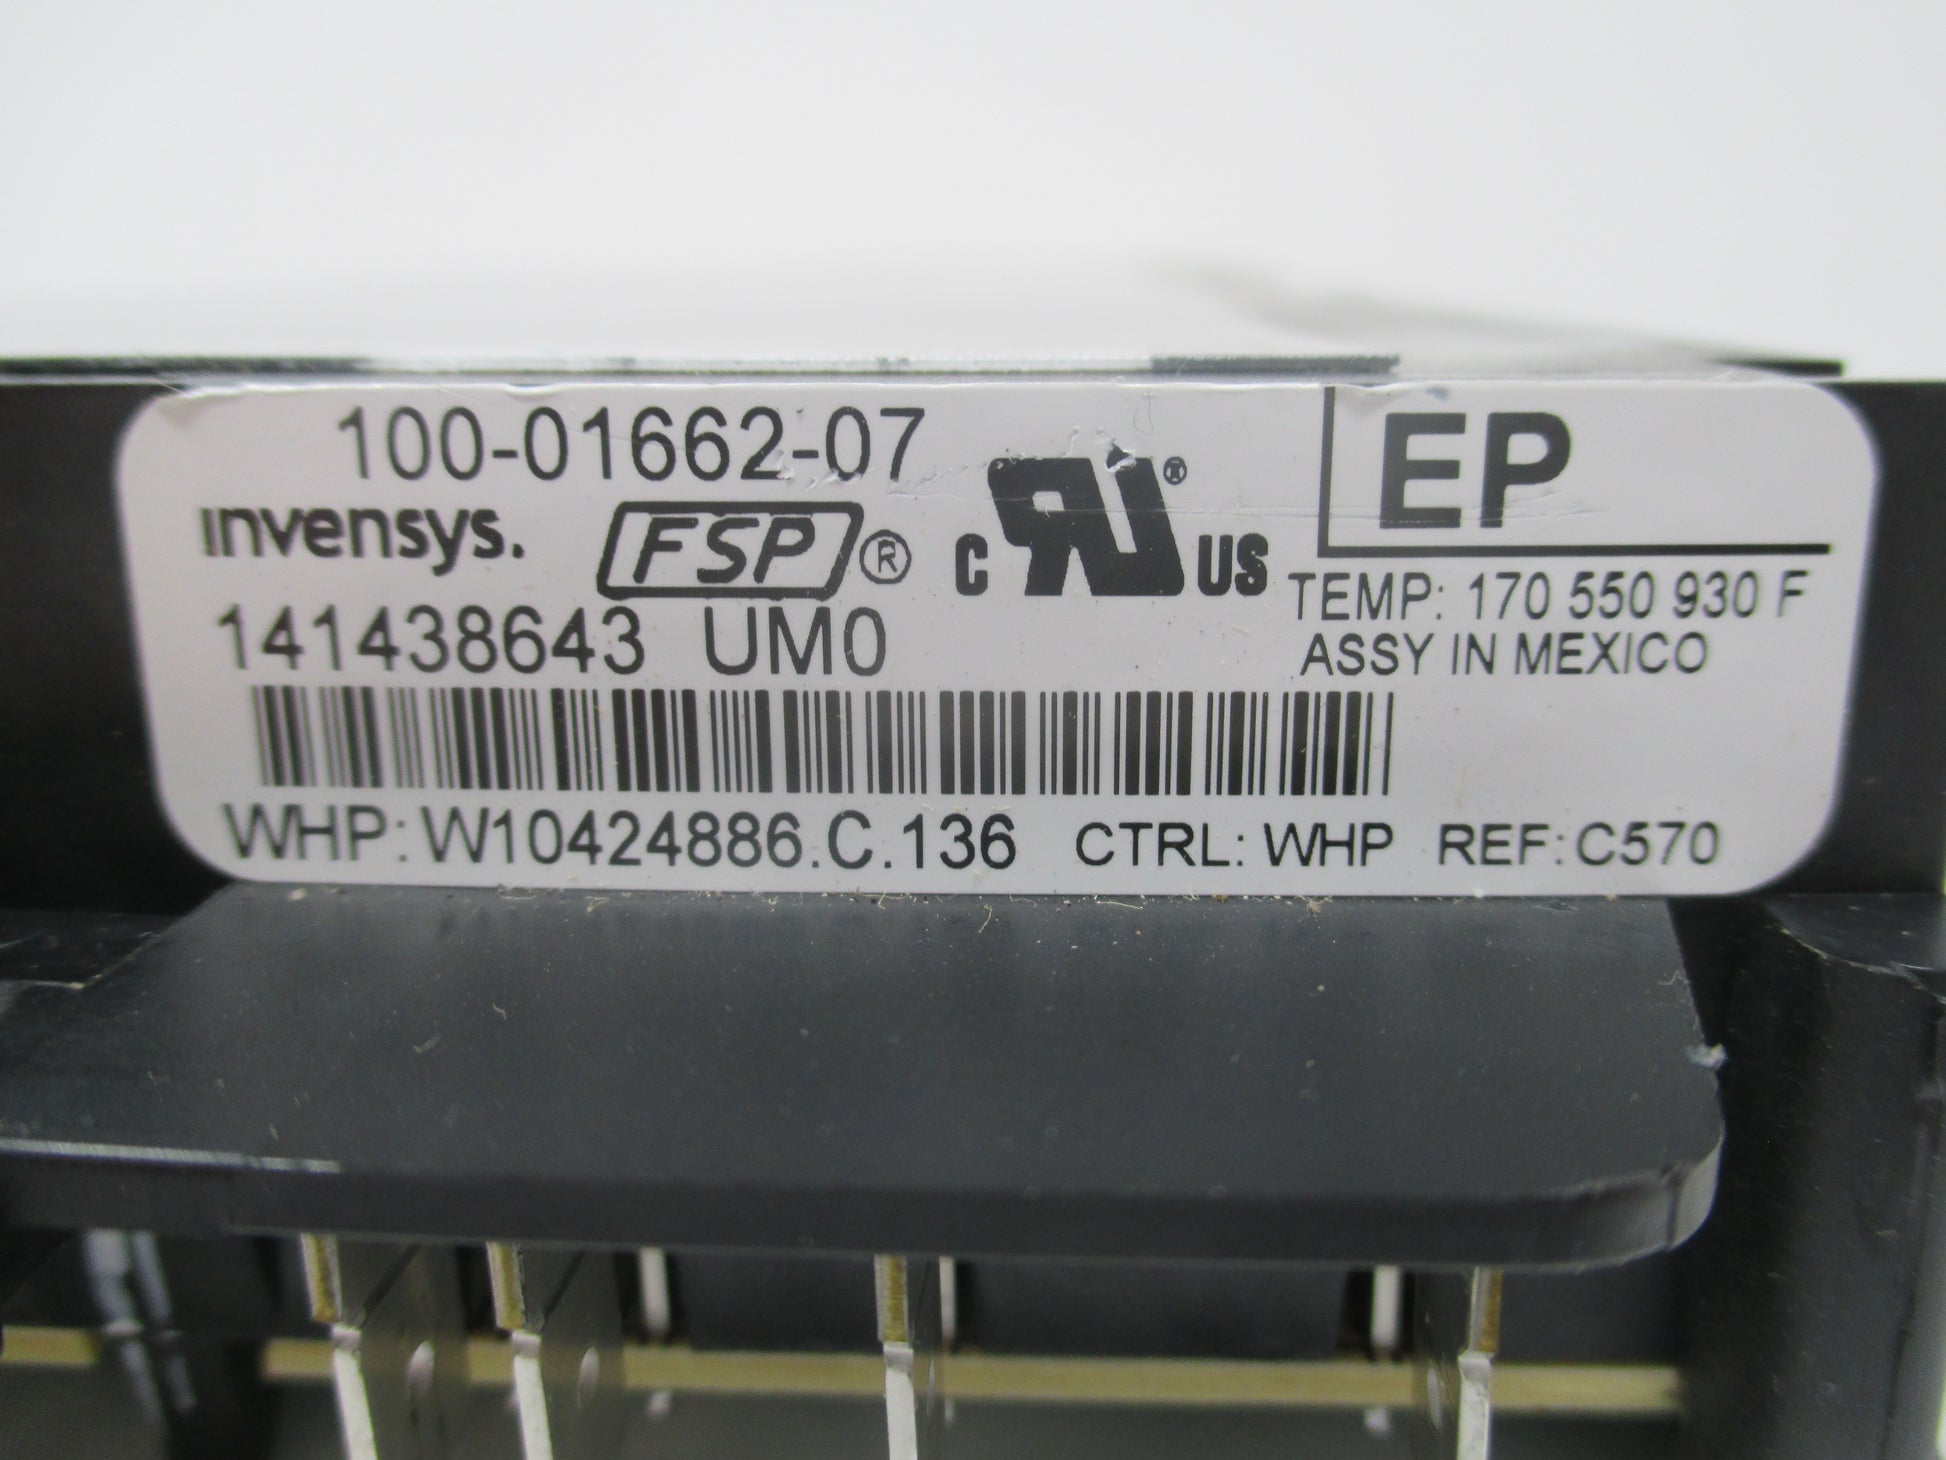 100-01662-07
EP
invensys. FSP® c RU® US
TEMP: 170 550 930 F
141438643 UM0
ASSY IN MEXICO
WHP: W10424886.C.136 CTRL: WHP REF: C570